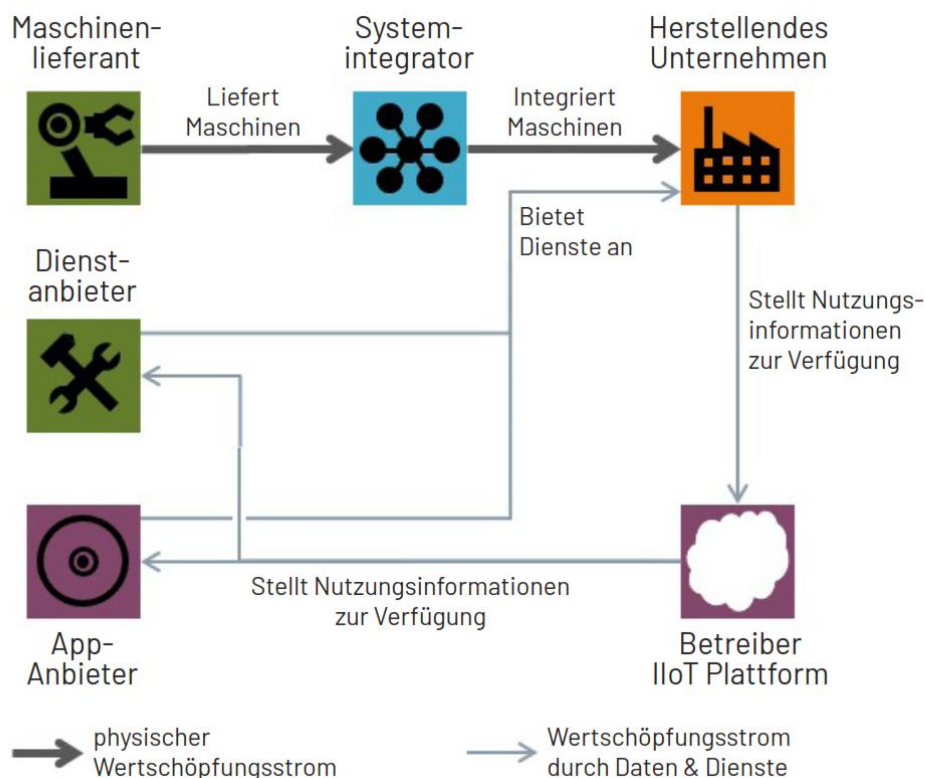 Maschinen-
lieferant
System-
integrator
Herstellendes
Unternehmen
Liefert
Maschinen
Integriert
Maschinen
Bietet
Dienste an
Dienst-
anbieter
Stellt Nutzungs-
informationen
zur Verfügung
Stellt Nutzungsinformationen
zur Verfügung
App-
Anbieter
Betreiber
IIoT Plattform
physischer
Wertschöpfungsstrom
Wertschöpfungsstrom
durch Daten & Dienste